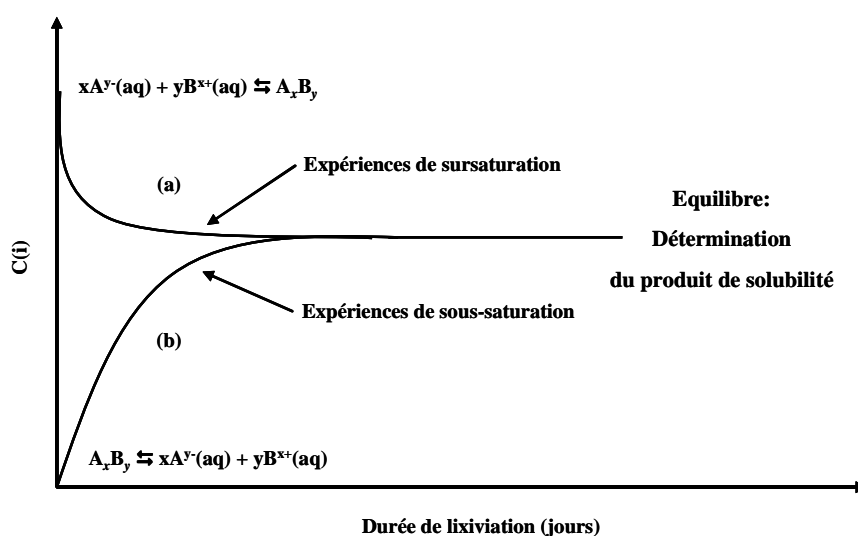 xAʸ⁻(aq) + yBˣ⁺(aq) ⇆ AₓBᵧ
Expériences de sursaturation
(a)
Equilibre:
Détermination
du produit de solubilité
C(i)
Expériences de sous-saturation
(b)
AₓBᵧ ⇆ xAʸ⁻(aq) + yBˣ⁺(aq)
Durée de lixiviation (jours)